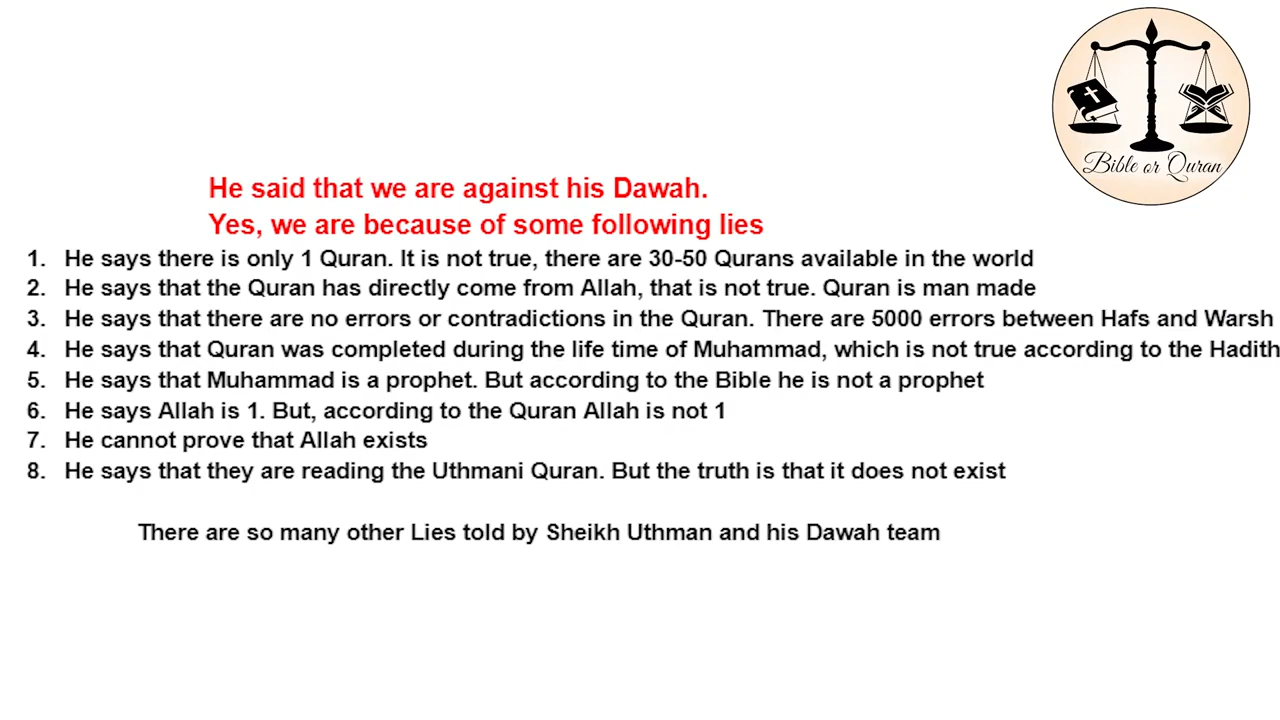 Bible or Quran
He said that we are against his Dawah.
Yes, we are because of some following lies
1. He says there is only 1 Quran. It is not true, there are 30-50 Qurans available in the world
2. He says that the Quran has directly come from Allah, that is not true. Quran is man made
3. He says that there are no errors or contradictions in the Quran. There are 5000 errors between Hafs and Warsh
4. He says that Quran was completed during the life time of Muhammad, which is not true according to the Hadith
5. He says that Muhammad is a prophet. But according to the Bible he is not a prophet
6. He says Allah is 1. But, according to the Quran Allah is not 1
7. He cannot prove that Allah exists
8. He says that they are reading the Uthmani Quran. But the truth is that it does not exist
There are so many other Lies told by Sheikh Uthman and his Dawah team